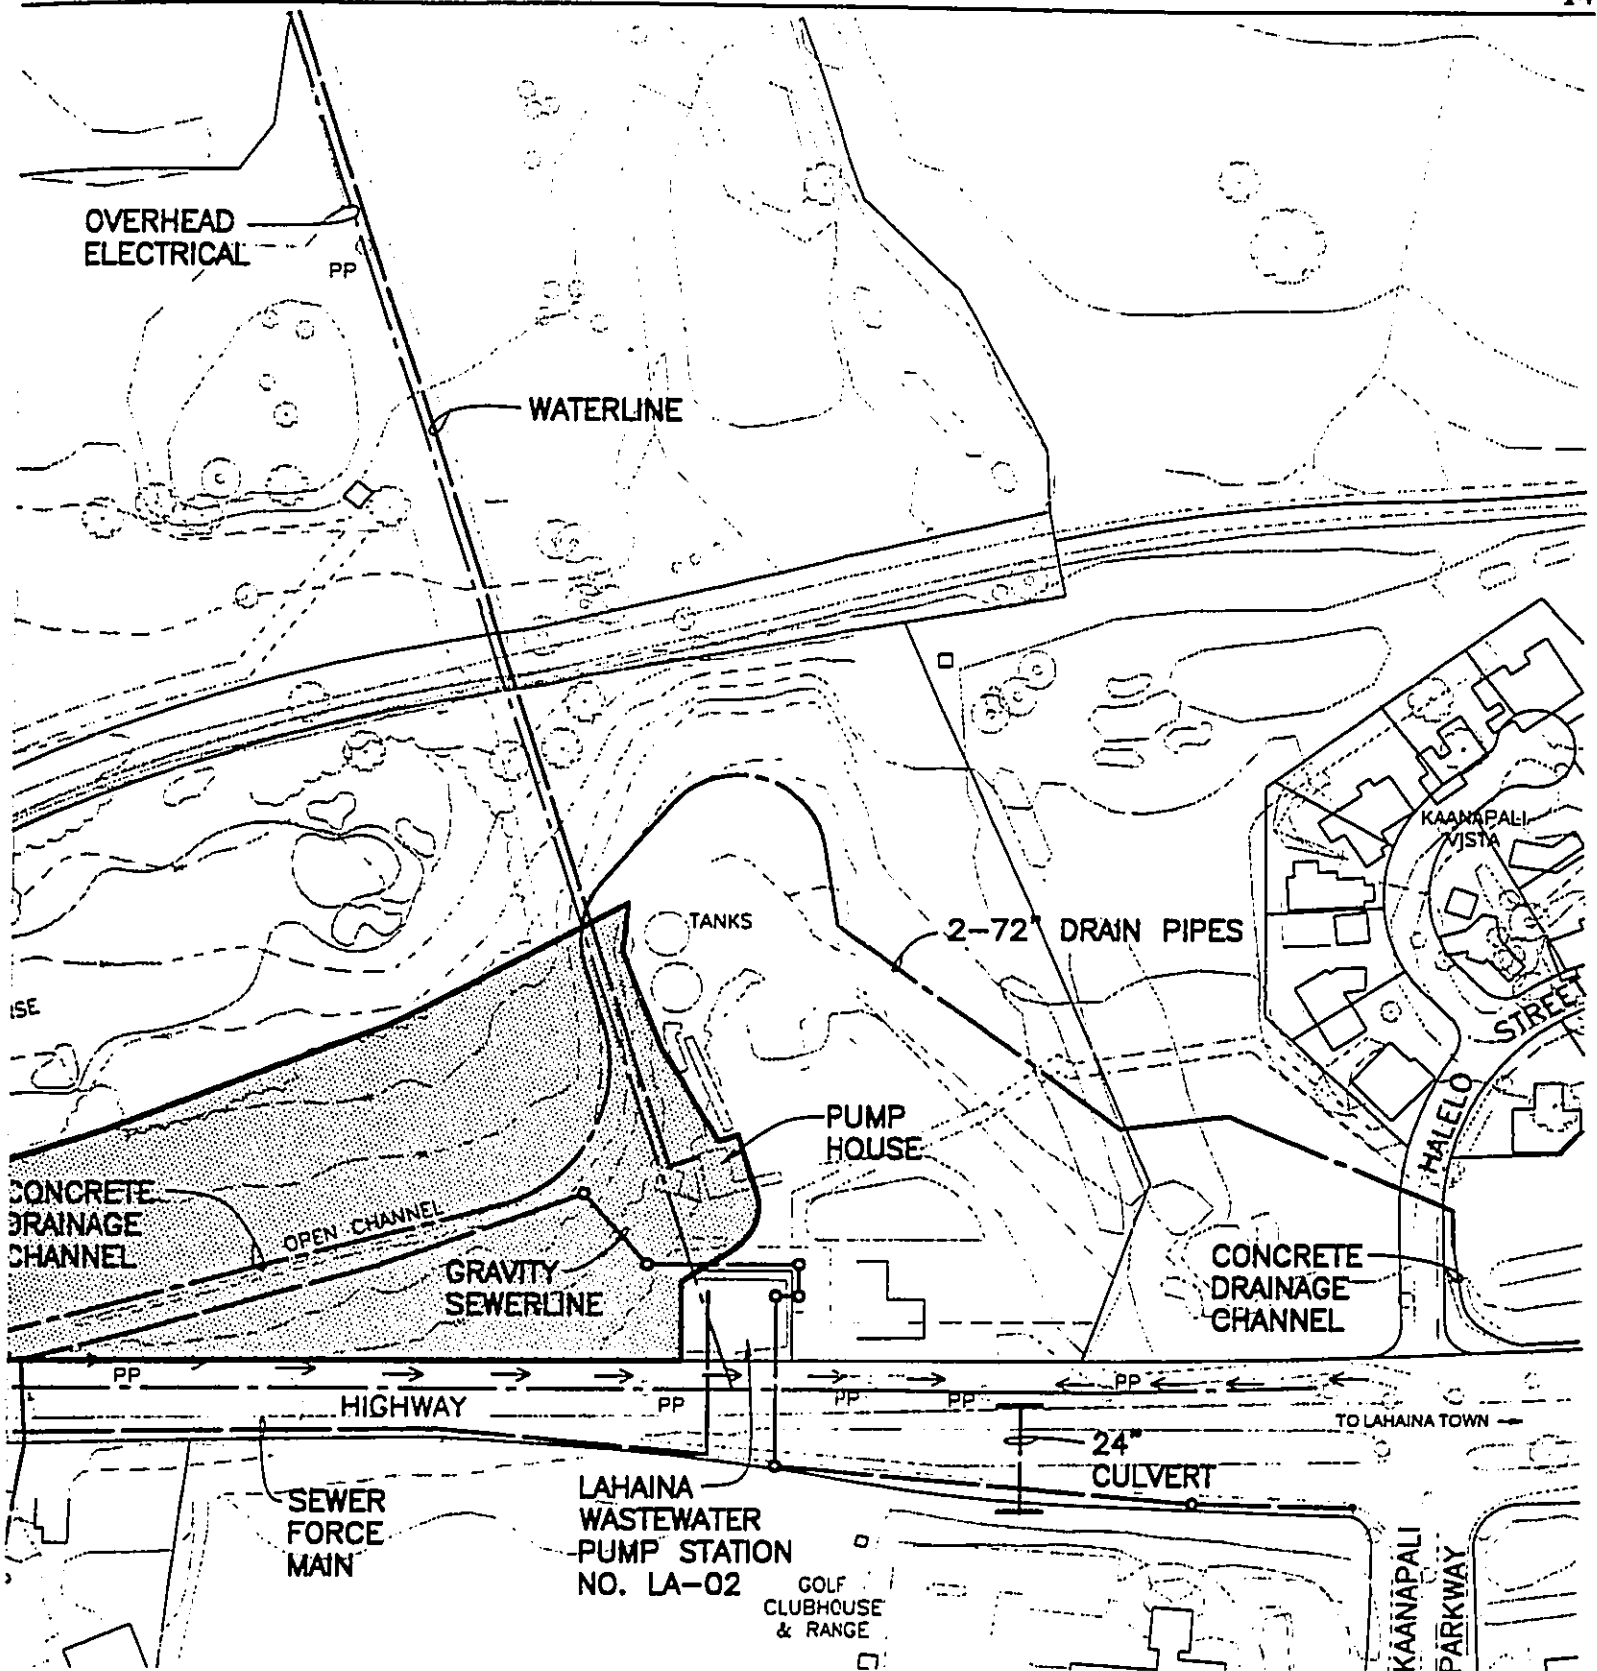 OVERHEAD
ELECTRICAL
PP
WATERLINE
KAANAPALI
VISTA
TANKS
2-72" DRAIN PIPES
STREET
HALELO
PUMP
HOUSE
CONCRETE
DRAINAGE
CHANNEL
OPEN CHANNEL
GRAVITY
SEWERLINE
CONCRETE
DRAINAGE
CHANNEL
PP
PP
HIGHWAY
PP
PP
PP
TO LAHAINA TOWN
24"
CULVERT
SEWER
FORCE
MAIN
LAHAINA
WASTEWATER
PUMP STATION
NO. LA-02
GOLF
CLUBHOUSE
& RANGE
KAANAPALI
PARKWAY